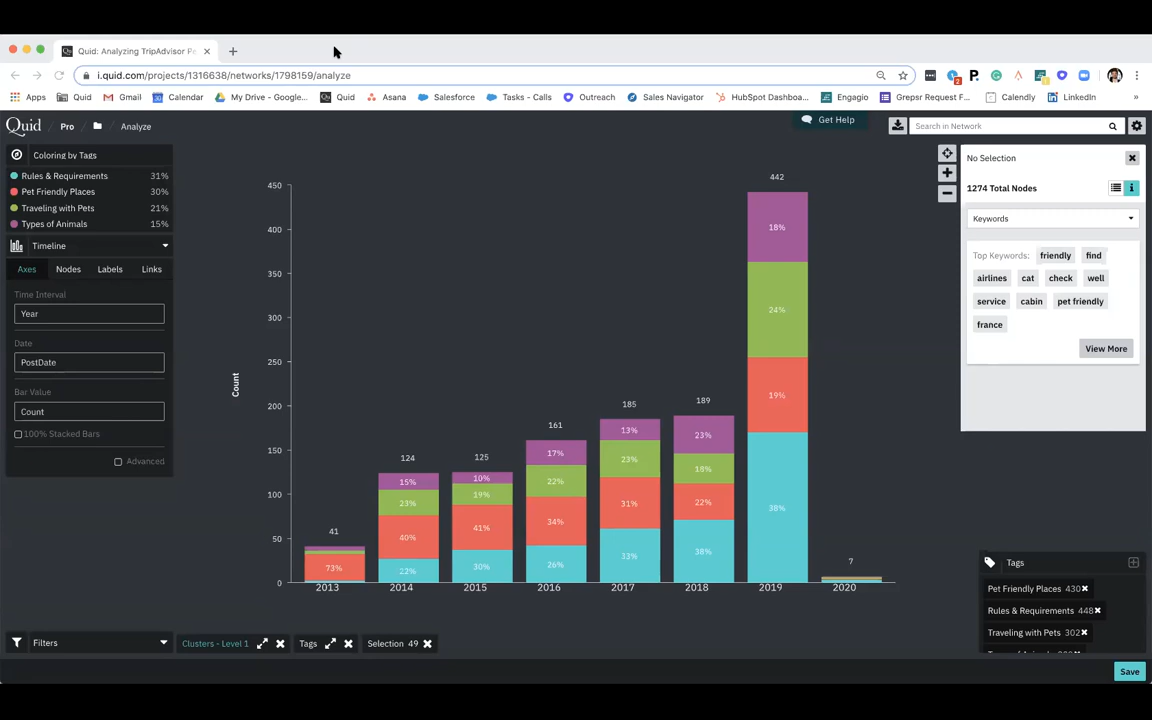 Quid: Analyzing TripAdvisor Pe
i.quid.com/projects/1316638/networks/1798159/analyze
Apps Quid Gmail Calendar My Drive - Google... Quid Asana Salesforce Tasks - Calls Outreach Sales Navigator HubSpot Dashboa... Engagio Grepsr Request F... Calendly LinkedIn »
Quid / Pro / Analyze
Get Help
Search in Network
Coloring by Tags
Rules & Requirements 31%
Pet Friendly Places 30%
Traveling with Pets 21%
Types of Animals 15%
Timeline
Axes Nodes Labels Links
Time Interval
Year
Date
PostDate
Bar Value
Count
100% Stacked Bars
Advanced
Count
450
400
350
300
250
200
150
100
50
0
41
73%
124
15%
23%
40%
22%
125
10%
19%
41%
30%
161
17%
22%
34%
26%
185
13%
23%
31%
33%
189
23%
18%
22%
38%
442
18%
24%
19%
38%
7
2013 2014 2015 2016 2017 2018 2019 2020
No Selection
1274 Total Nodes
Keywords
Top Keywords: friendly find
airlines cat check well
service cabin pet friendly
france
View More
Tags
Pet Friendly Places 430
Rules & Requirements 448
Traveling with Pets 302
Filters
Clusters - Level 1
Tags
Selection 49
Save